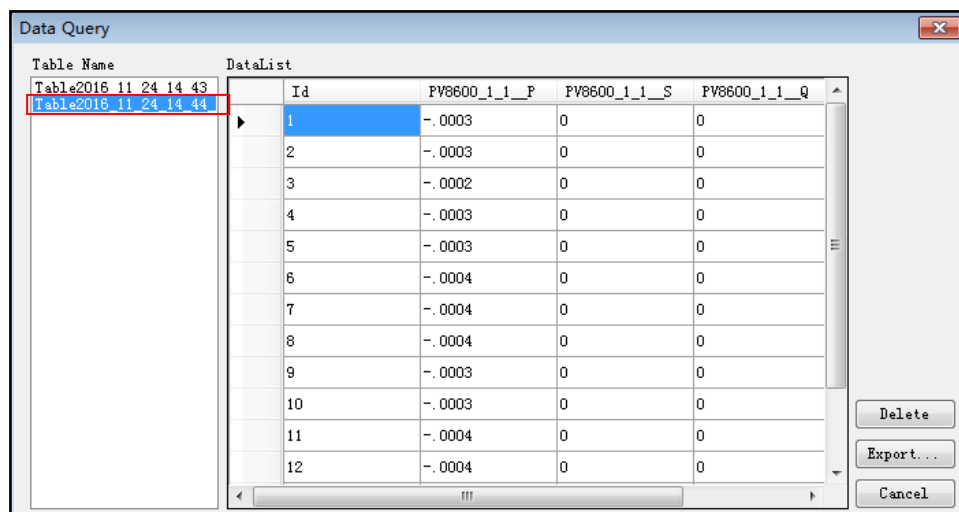 Data Query
Table Name DataList
Table2016_11_24_14_43
Table2016_11_24_14_44
Id PV8600_1_1__P PV8600_1_1__S PV8600_1_1__Q
1 -.0003 0 0
2 -.0003 0 0
3 -.0002 0 0
4 -.0003 0 0
5 -.0003 0 0
6 -.0004 0 0
7 -.0004 0 0
8 -.0004 0 0
9 -.0003 0 0
10 -.0003 0 0
11 -.0004 0 0
12 -.0004 0 0
Delete
Export...
Cancel